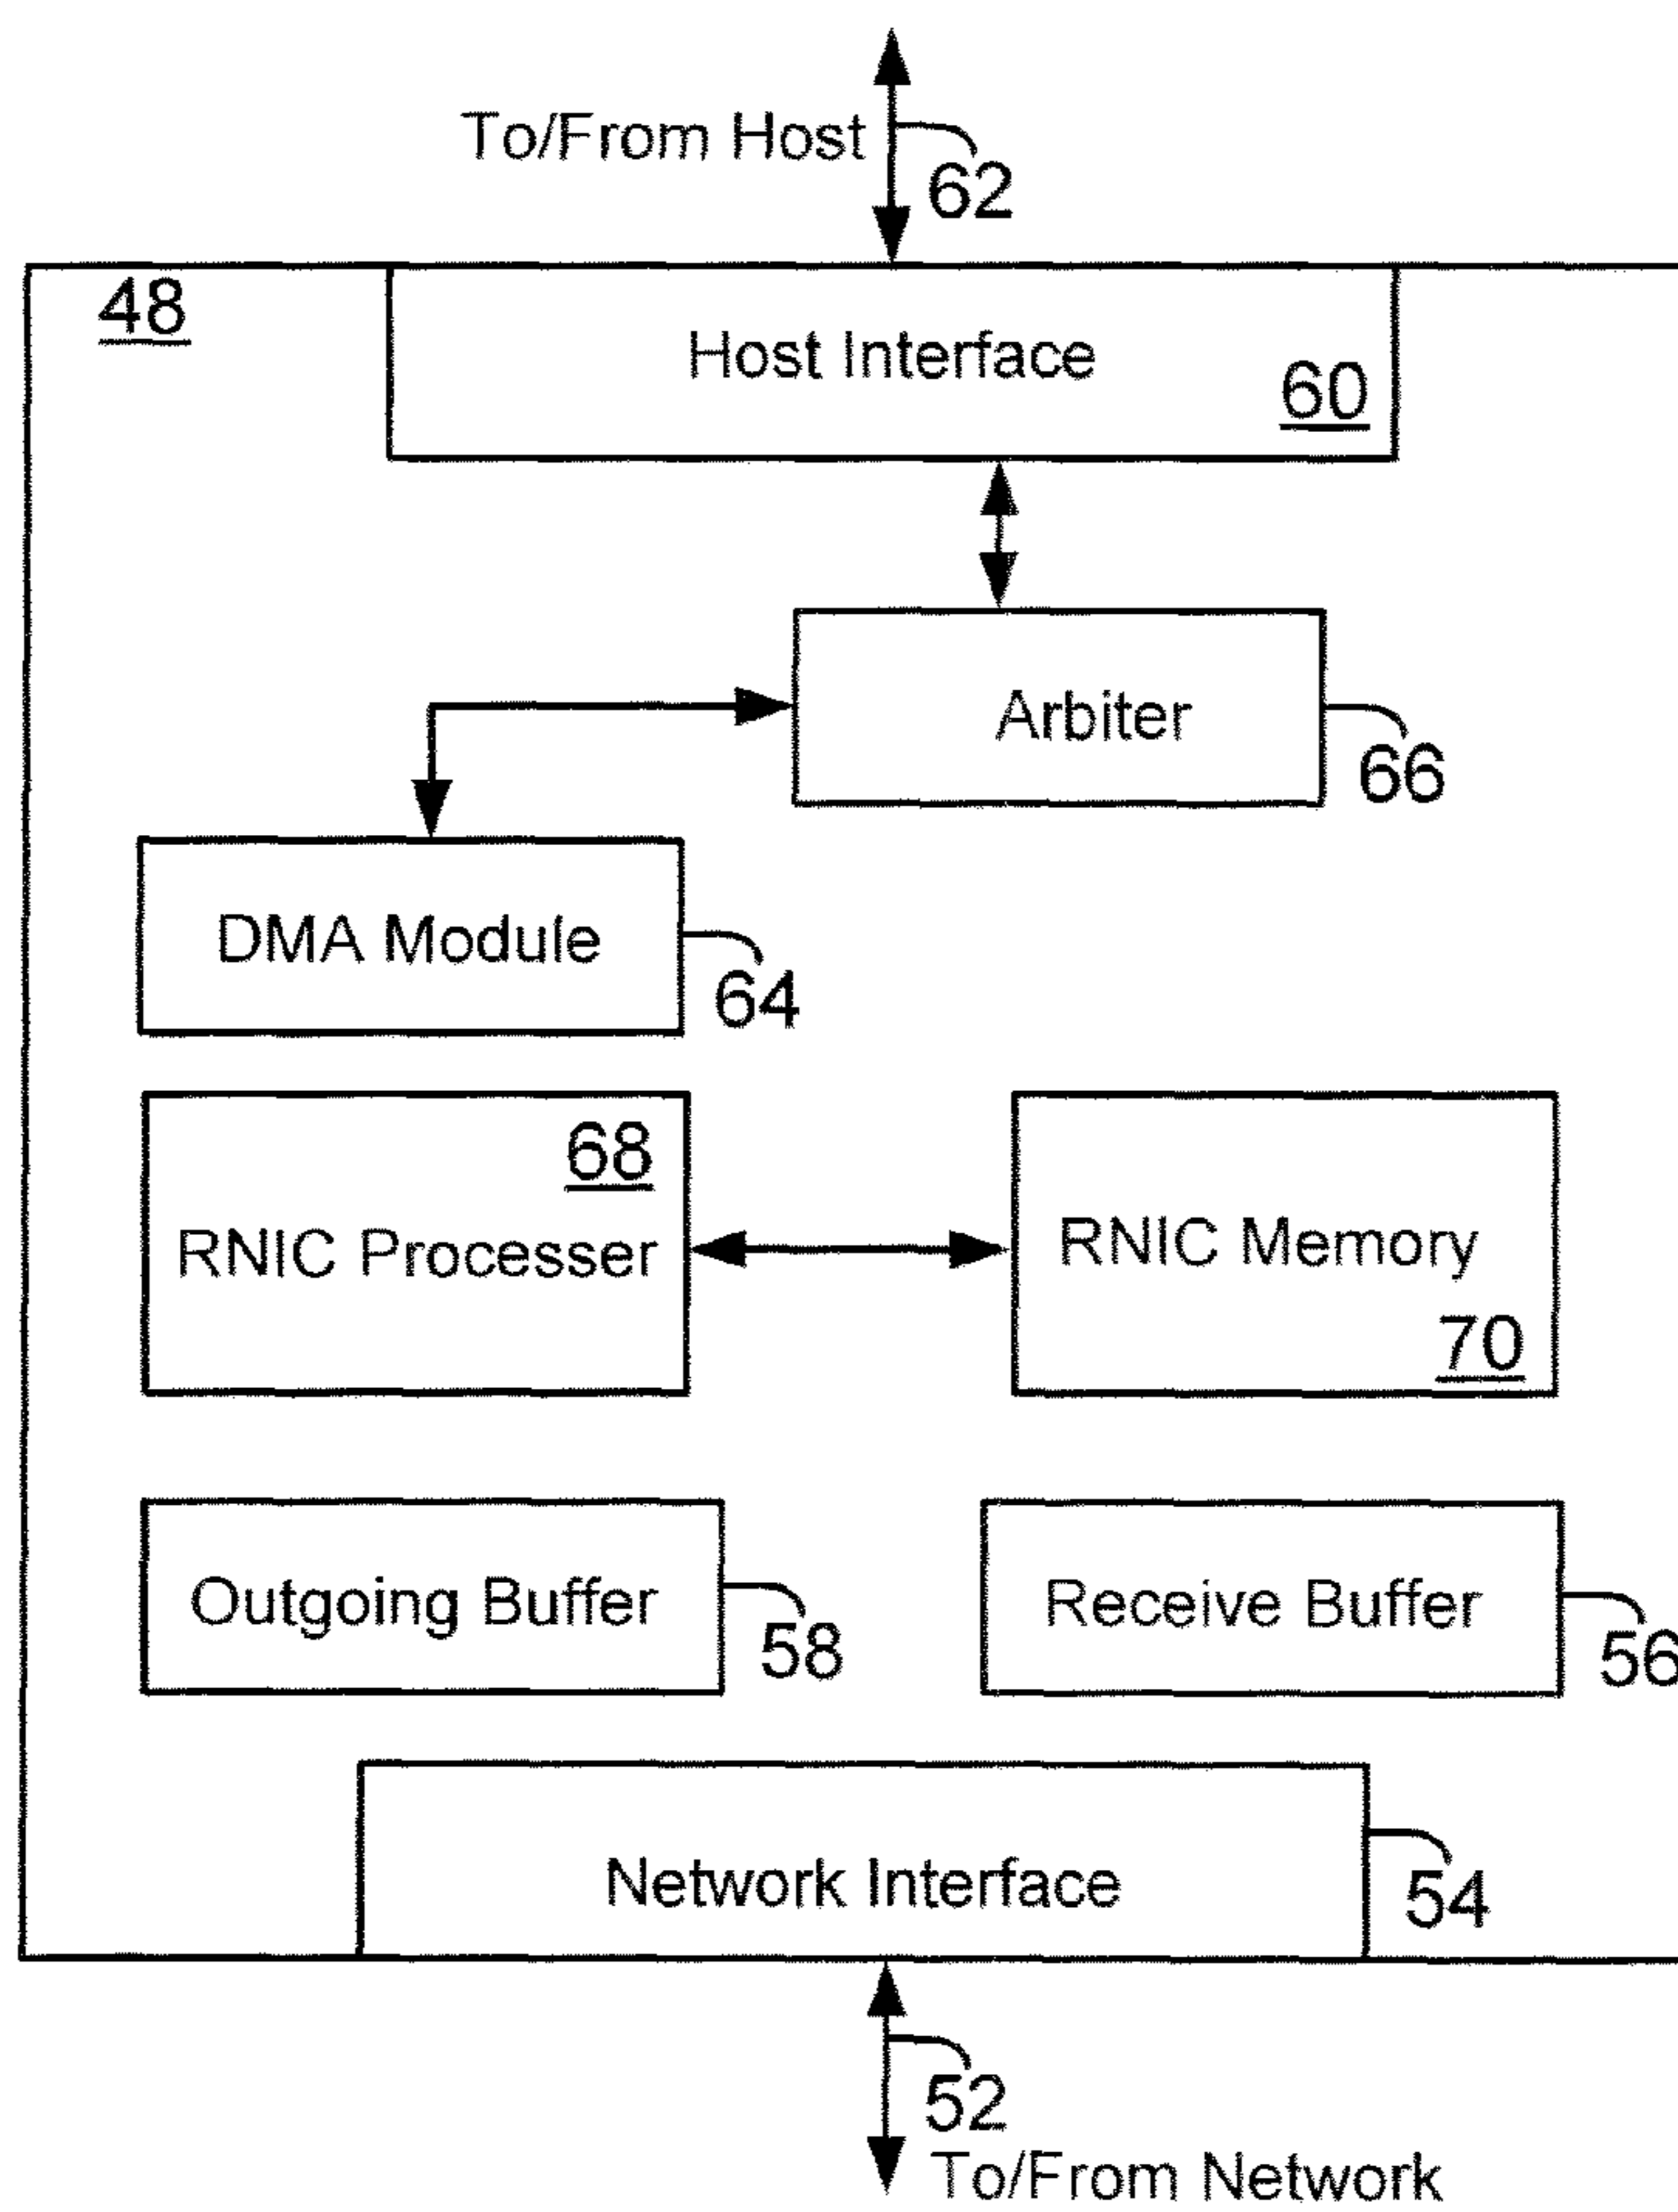 To/From Host
62
48
Host Interface
60
Arbiter
66
DMA Module
64
68
RNIC Processer
RNIC Memory
70
Outgoing Buffer
58
Receive Buffer
56
Network Interface
54
52
To/From Network